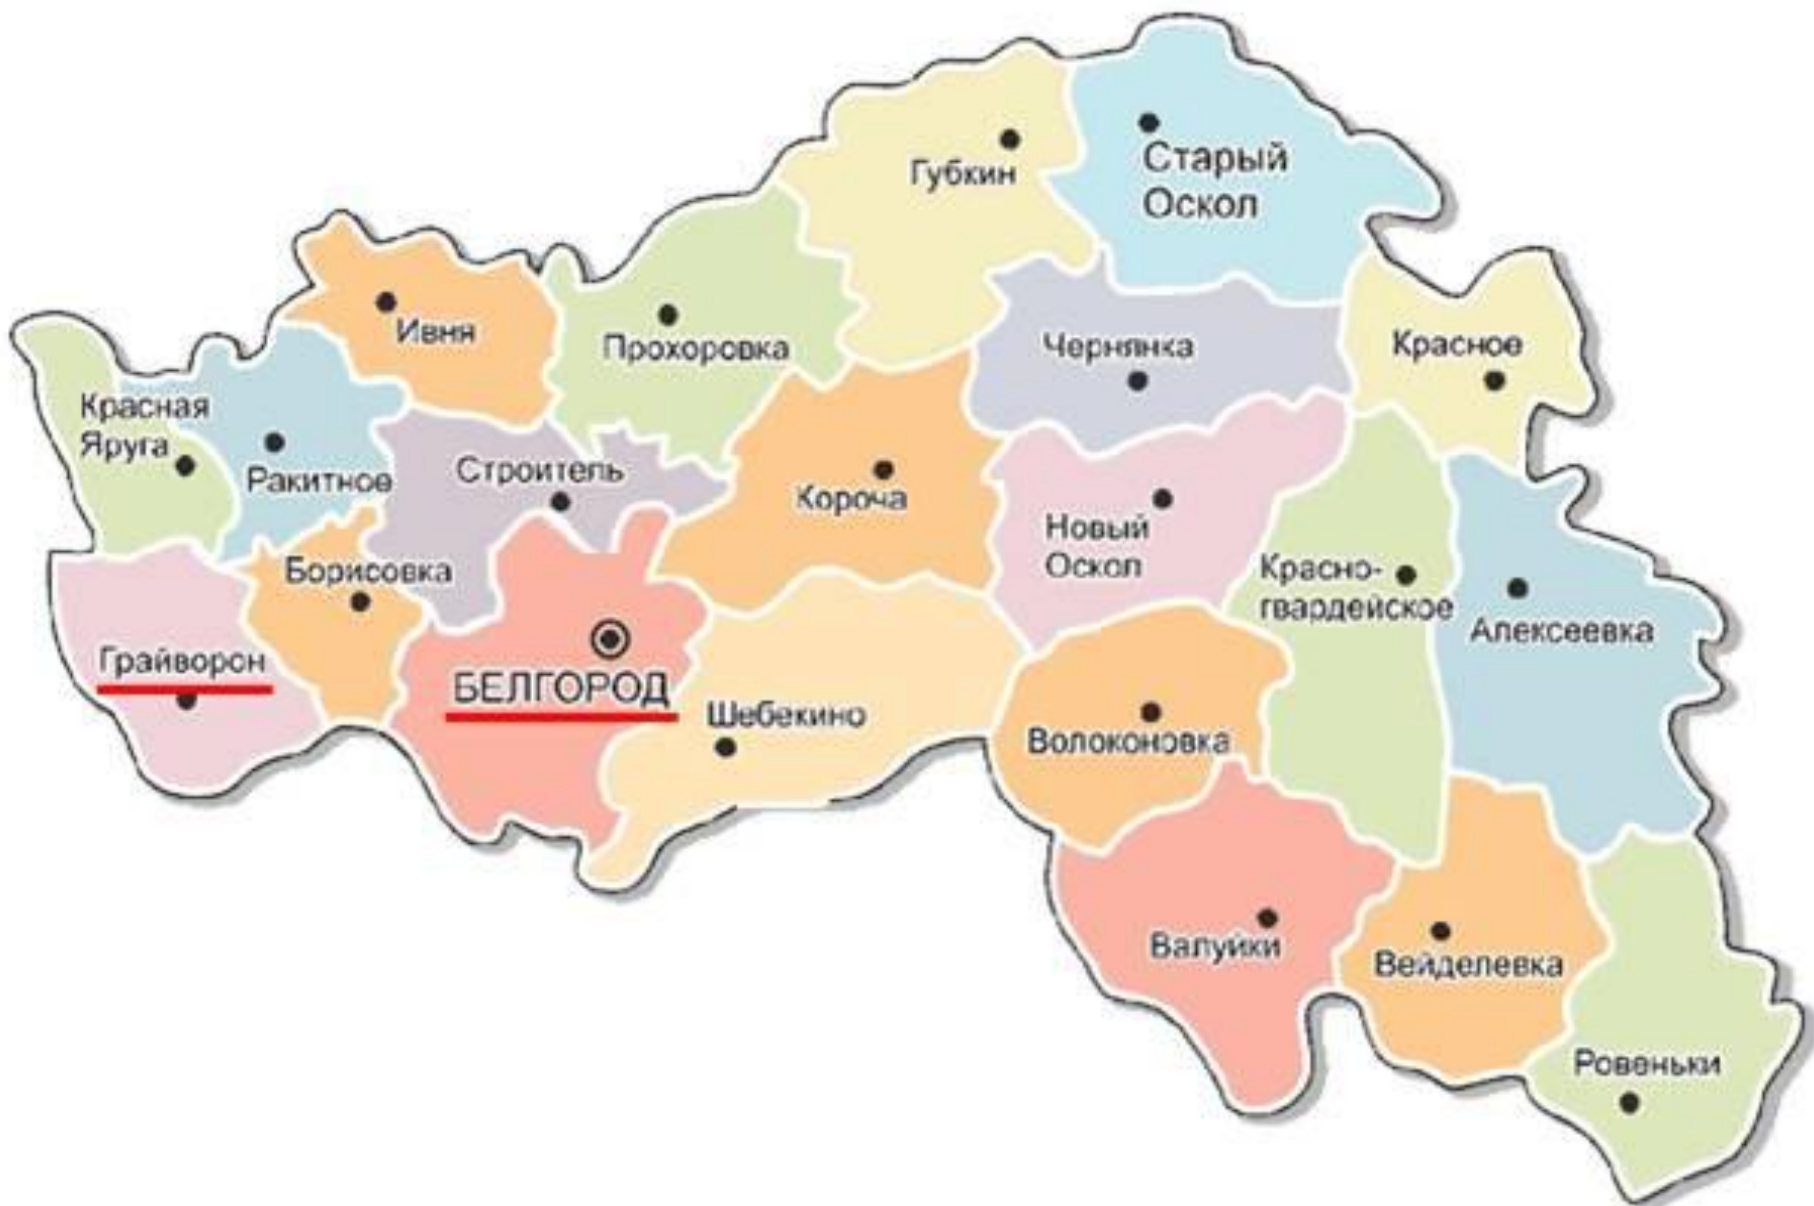 Старый
Оскол
Губкин
Ивня
Прохоровка
Чернянка
Красное
Красная
Яруга
Ракитное
Строитель
Короча
Новый
Оскол
Борисовка
Красно-
гвардейское
Алексеевка
Грайворон
БЕЛГОРОД
Шебекино
Волоконовка
Валуйки
Вейделевка
Ровеньки